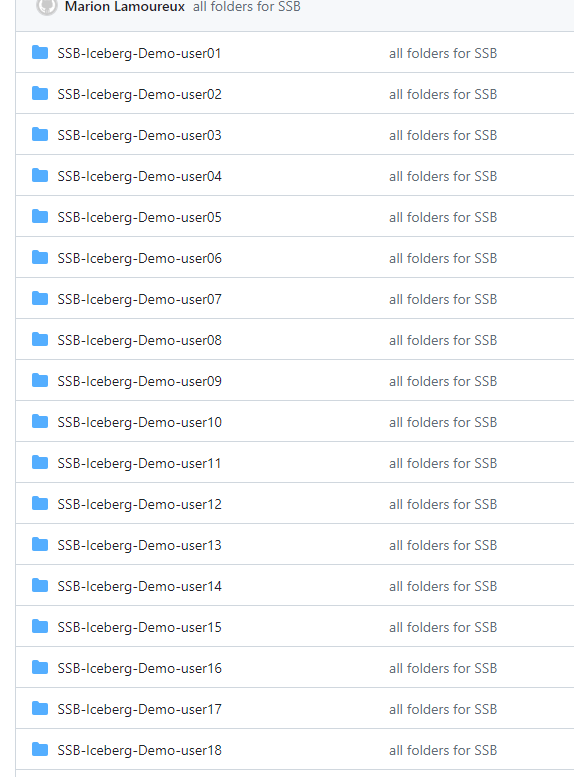 Marion Lamoureux all folders for SSB
SSB-Iceberg-Demo-user01 all folders for SSB
SSB-Iceberg-Demo-user02 all folders for SSB
SSB-Iceberg-Demo-user03 all folders for SSB
SSB-Iceberg-Demo-user04 all folders for SSB
SSB-Iceberg-Demo-user05 all folders for SSB
SSB-Iceberg-Demo-user06 all folders for SSB
SSB-Iceberg-Demo-user07 all folders for SSB
SSB-Iceberg-Demo-user08 all folders for SSB
SSB-Iceberg-Demo-user09 all folders for SSB
SSB-Iceberg-Demo-user10 all folders for SSB
SSB-Iceberg-Demo-user11 all folders for SSB
SSB-Iceberg-Demo-user12 all folders for SSB
SSB-Iceberg-Demo-user13 all folders for SSB
SSB-Iceberg-Demo-user14 all folders for SSB
SSB-Iceberg-Demo-user15 all folders for SSB
SSB-Iceberg-Demo-user16 all folders for SSB
SSB-Iceberg-Demo-user17 all folders for SSB
SSB-Iceberg-Demo-user18 all folders for SSB